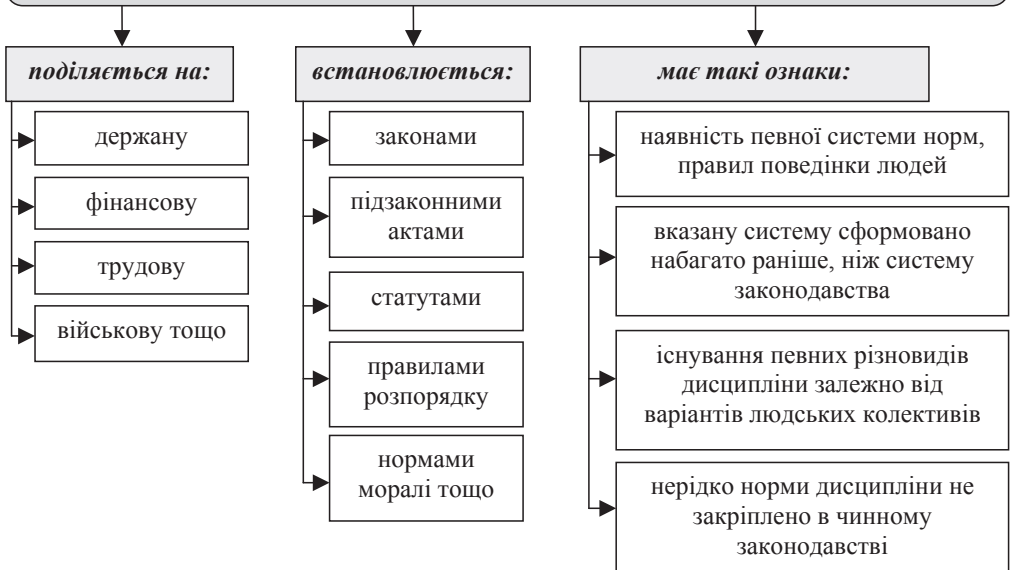 поділяється на:
держану
фінансову
трудову
військову тощо
встановлюється:
законами
підзаконними
актами
статутами
правилами
розпорядку
нормами
моралі тощо
має такі ознаки:
наявність певної системи норм,
правил поведінки людей
вказану систему сформовано
набагато раніше, ніж систему
законодавства
існування певних різновидів
дисципліни залежно від
варіантів людських колективів
нерідко норми дисципліни не
закріплено в чинному
законодавстві